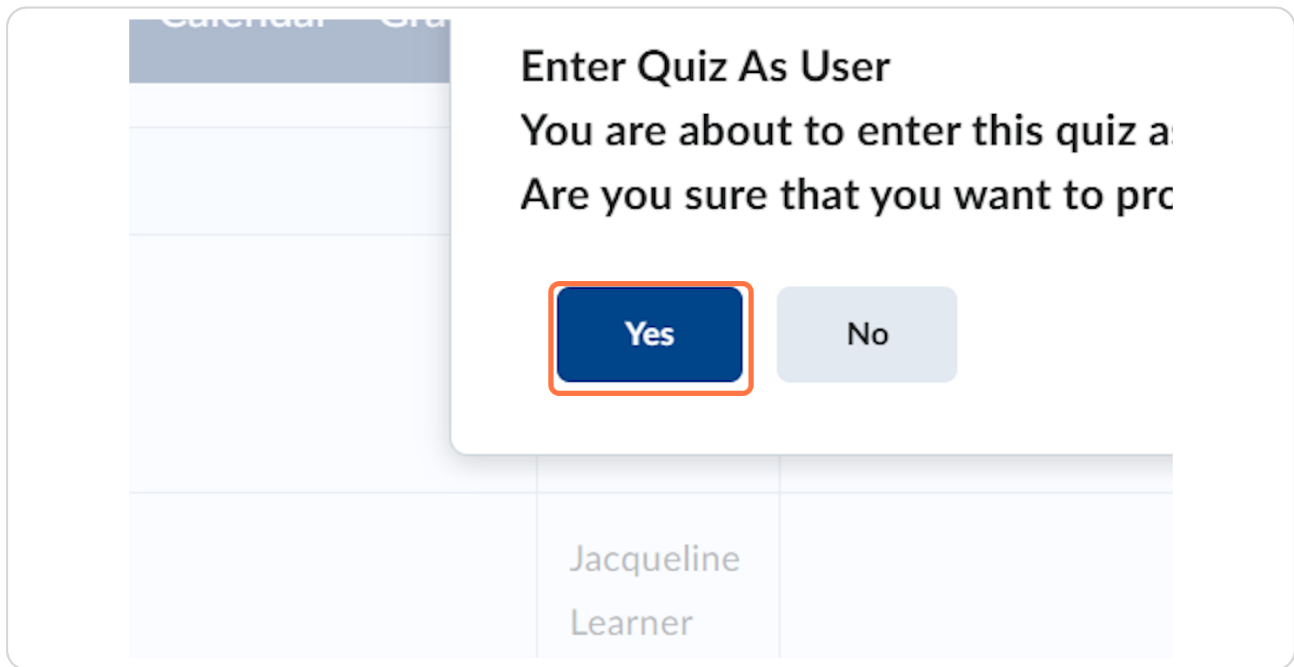 Calendar
Enter Quiz As User
You are about to enter this quiz
Are you sure that you want to
Yes
No
Jacqueline
Learner